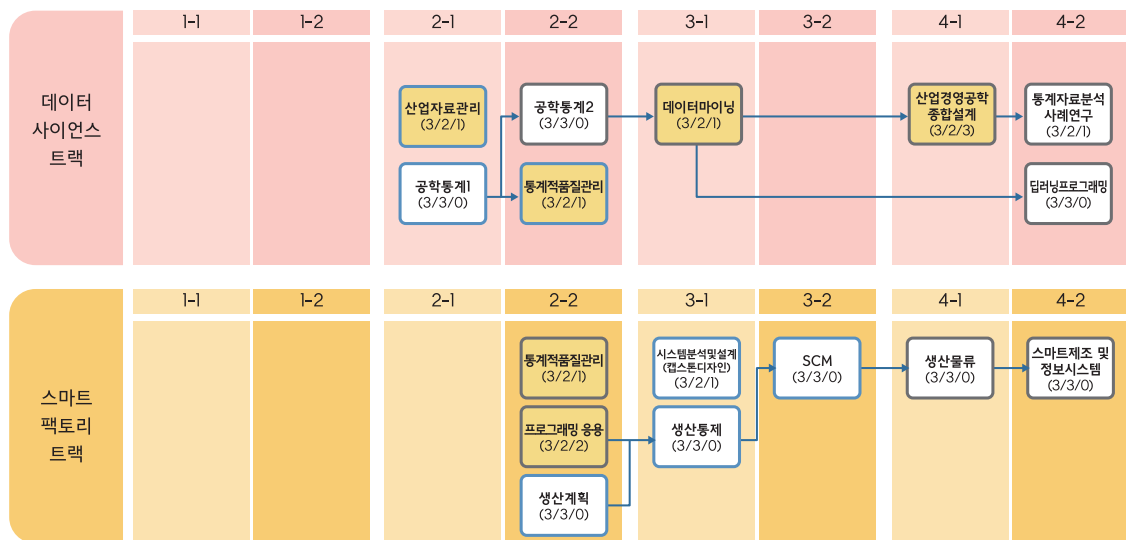 1-1 1-2 2-1 2-2 3-1 3-2 4-1 4-2
데이터
사이언스
트랙
산업자료관리
(3/2/1)
공학통계2
(3/3/0)
데이터마이닝
(3/2/1)
산업경영공학
종합설계
(3/2/3)
통계자료분석
사례연구
(3/2/1)
공학통계1
(3/3/0)
통계적품질관리
(3/2/1)
딥러닝프로그래밍
(3/3/0)
1-1 1-2 2-1 2-2 3-1 3-2 4-1 4-2
스마트
팩토리
트랙
통계적품질관리
(3/2/1)
시스템분석및설계
(캡스톤디자인)
(3/2/1)
SCM
(3/3/0)
생산물류
(3/3/0)
스마트제조 및
정보시스템
(3/3/0)
프로그래밍 응용
(3/2/2)
생산통제
(3/3/0)
생산계획
(3/3/0)